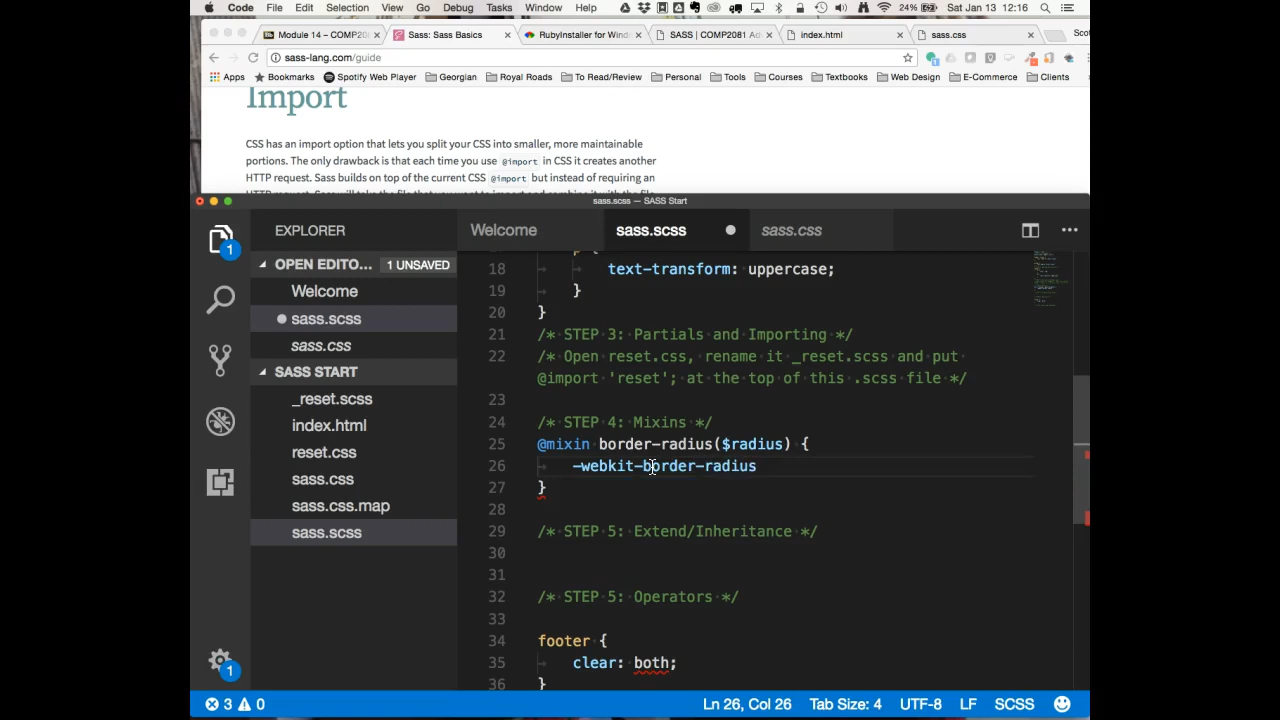 Code File Edit Selection View Go Debug Tasks Window Help 24% Sat Jan 13 12:16
Module 14 – COMP20 Sass: Sass Basics RubyInstaller for Wind SASS | COMP2081 Ad index.html sass.css
sass-lang.com/guide
Apps Bookmarks Spotify Web Player Georgian Royal Roads To Read/Review Personal Tools Courses Textbooks Web Design E-Commerce Clients
Import
CSS has an import option that lets you split your CSS into smaller, more maintainable
portions. The only drawback is that each time you use @import in CSS it creates another
HTTP request. Sass builds on top of the current CSS @import but instead of requiring an
sass.scss — SASS Start
EXPLORER
Welcome sass.scss sass.css
1
OPEN EDITO... 1 UNSAVED
Welcome
sass.scss
sass.css
SASS START
_reset.scss
index.html
reset.css
sass.css
sass.css.map
sass.scss
1
18 text-transform: uppercase;
19 }
20 }
21 /* STEP 3: Partials and Importing */
22 /* Open reset.css, rename it _reset.scss and put
@import 'reset'; at the top of this .scss file */
23
24 /* STEP 4: Mixins */
25 @mixin border-radius($radius) {
26 -webkit-border-radius
27 }
28
29 /* STEP 5: Extend/Inheritance */
30
31
32 /* STEP 5: Operators */
33
34 footer {
35 clear: both;
36 }
3 0 Ln 26, Col 26 Tab Size: 4 UTF-8 LF SCSS